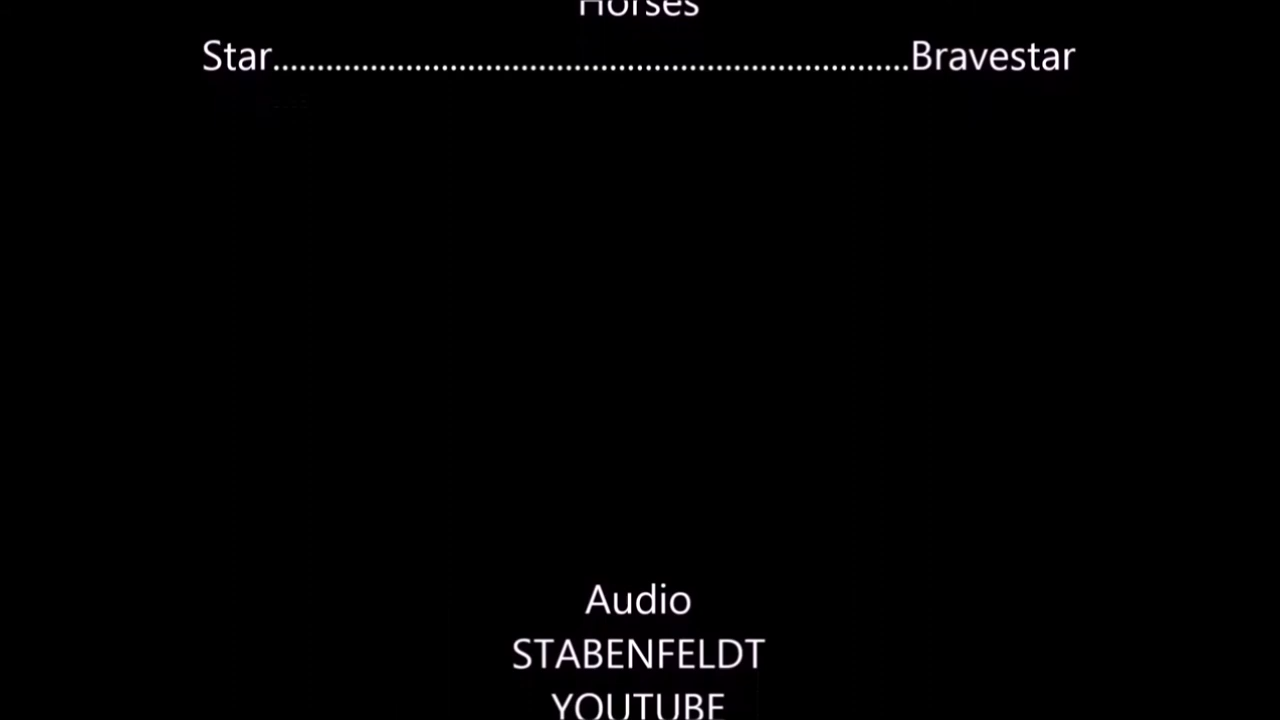 Horses
Star........................................................................Bravestar
Audio
STABENFELDT
YOUTUBE